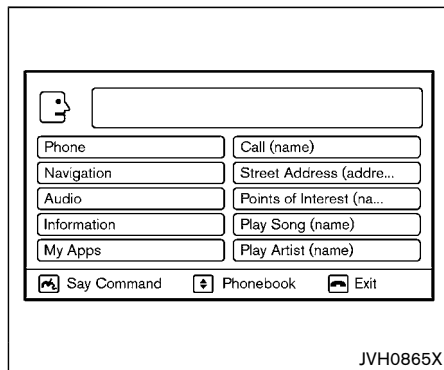 Phone Call (name)
Navigation Street Address (addre...
Audio Points of Interest (na...
Information Play Song (name)
My Apps Play Artist (name)
Say Command Phonebook Exit
JVH0865X